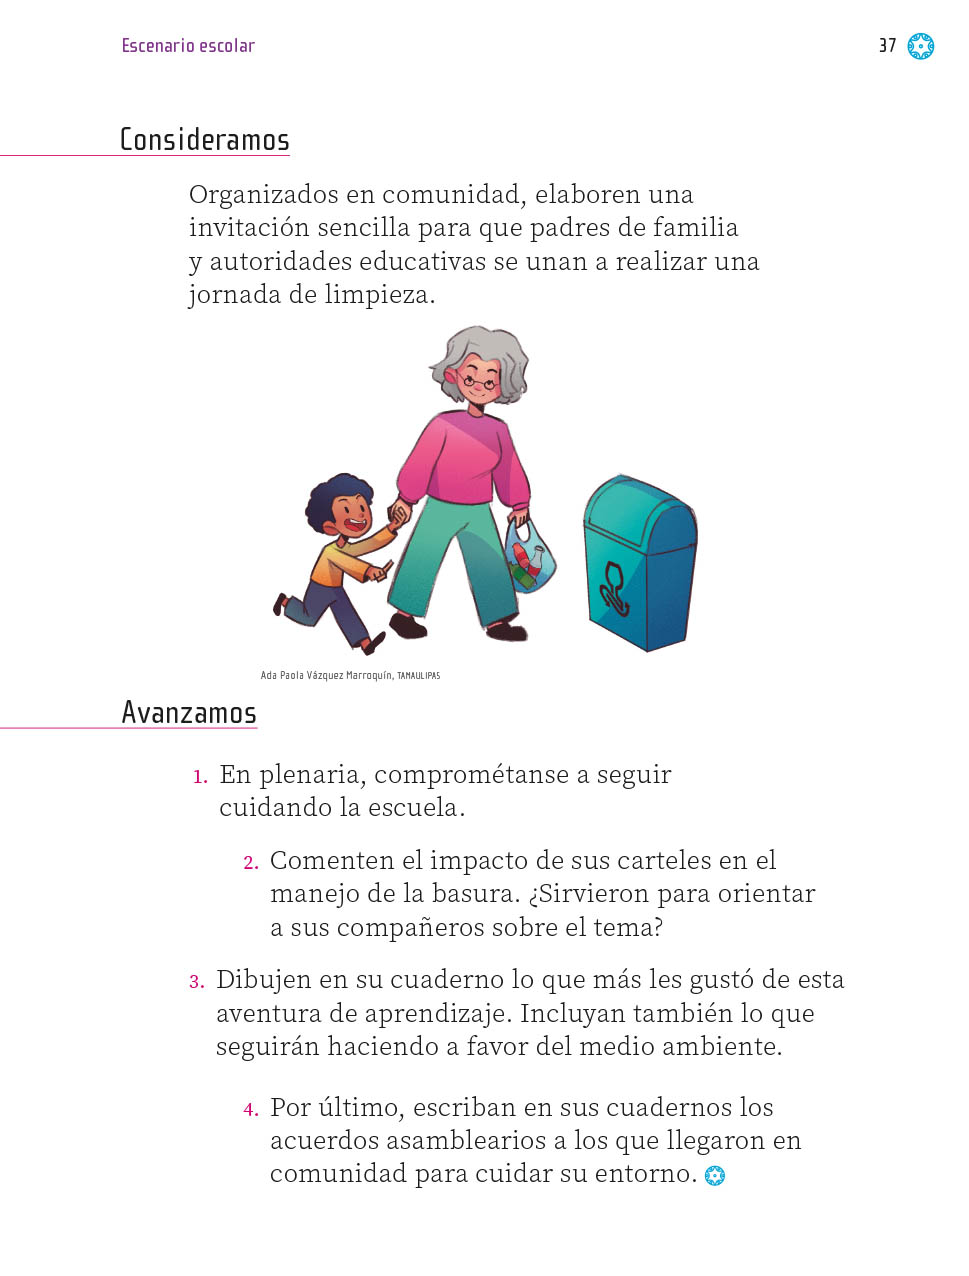 Escenario escolar
37
Consideramos
Organizados en comunidad, elaboren una
invitación sencilla para que padres de familia
y autoridades educativas se unan a realizar una
jornada de limpieza.
Ada Paola Vázquez Marroquín, TAMAULIPAS
Avanzamos
1. En plenaria, comprométanse a seguir
cuidando la escuela.
2. Comenten el impacto de sus carteles en el
manejo de la basura. ¿Sirvieron para orientar
a sus compañeros sobre el tema?
3. Dibujen en su cuaderno lo que más les gustó de esta
aventura de aprendizaje. Incluyan también lo que
seguirán haciendo a favor del medio ambiente.
4. Por último, escriban en sus cuadernos los
acuerdos asamblearios a los que llegaron en
comunidad para cuidar su entorno.